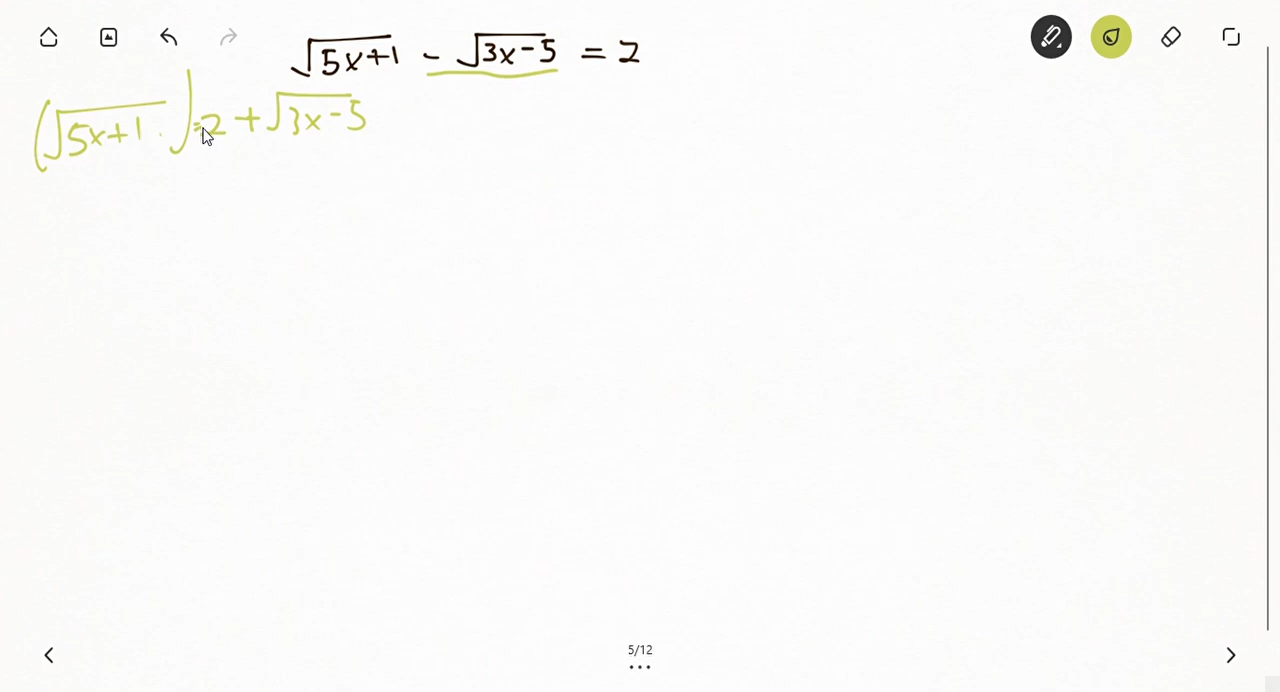 √5x+1 - √3x-5 = 2
(√5x+1 .)=2 + √3x-5
5/12